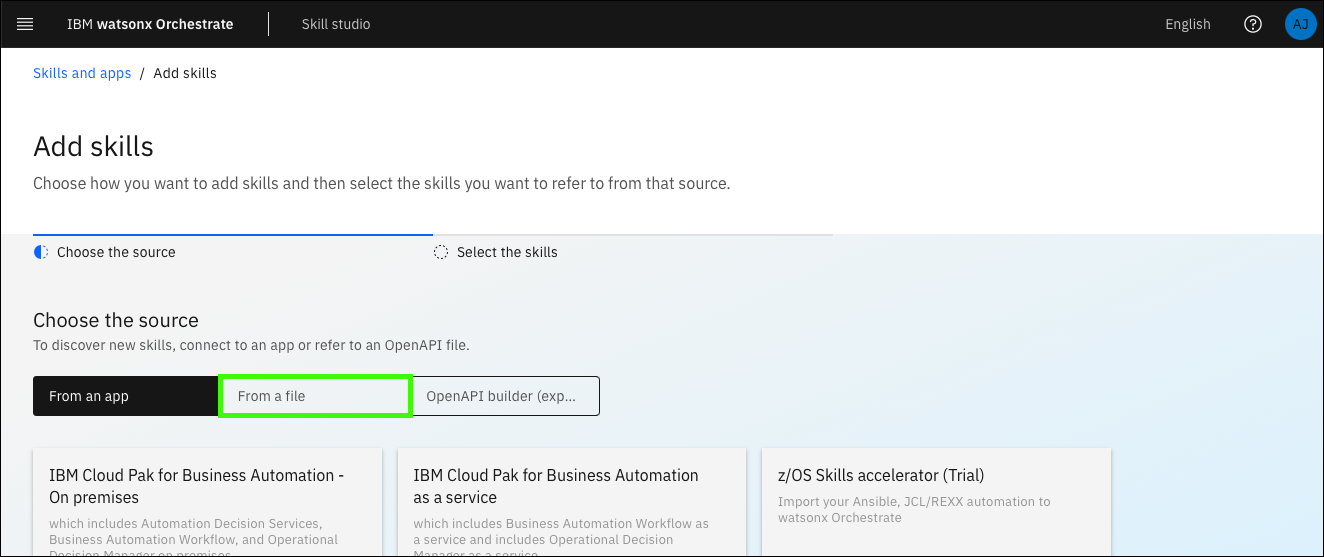 IBM watsonx Orchestrate
Skill studio
English
AJ
Skills and apps / Add skills
Add skills
Choose how you want to add skills and then select the skills you want to refer to from that source.
Choose the source
Select the skills
Choose the source
To discover new skills, connect to an app or refer to an OpenAPI file.
From an app
From a file
OpenAPI builder (exp...
IBM Cloud Pak for Business Automation -
On premises
which includes Automation Decision Services,
Business Automation Workflow, and Operational
Decision Manager on premises
IBM Cloud Pak for Business Automation
as a service
which includes Business Automation Workflow as
a service and includes Operational Decision
Manager as a service
z/OS Skills accelerator (Trial)
Import your Ansible, JCL/REXX automation to
watsonx Orchestrate